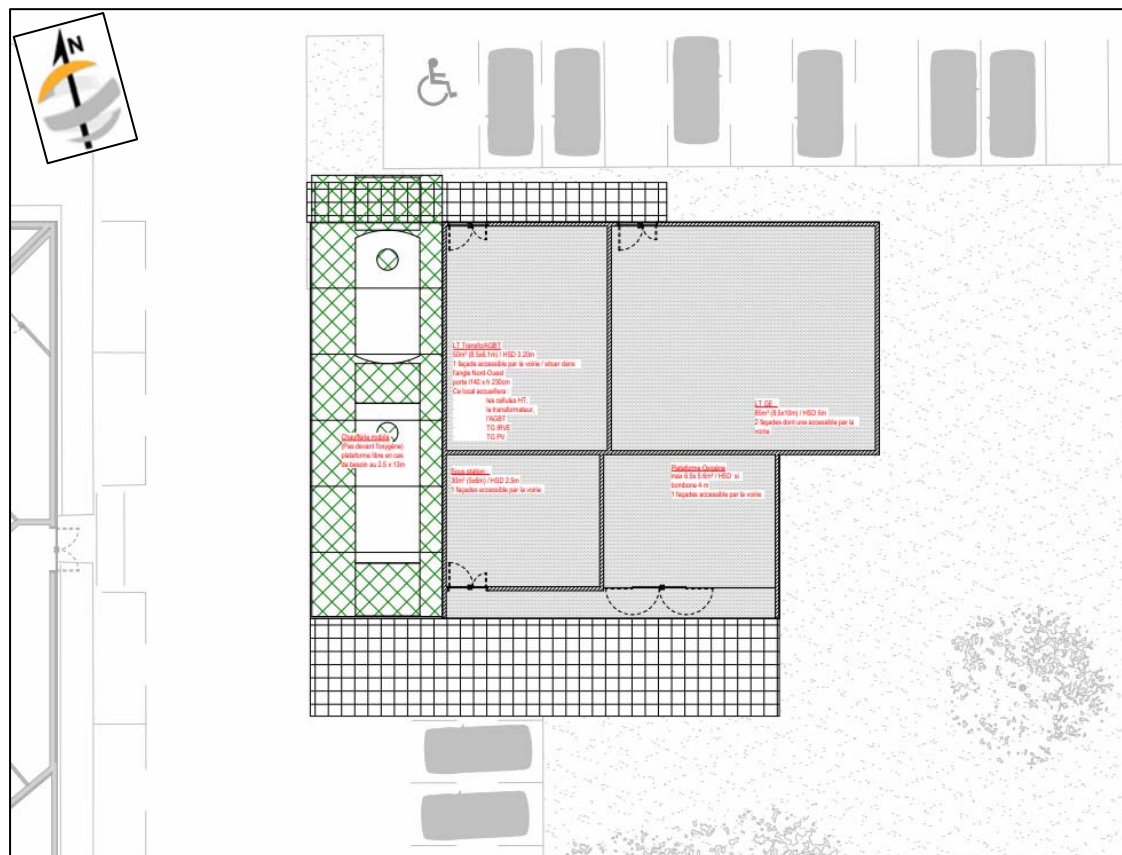 N
LT Transfo/AGBT
50m² (8.5x6.1m) / HSD 3.20m
1 façade accessible par la voirie / situer dans
l'angle Nord-Ouest
porte l140 x h 230cm
Ce local accueillera :
les cellules HT,
le transformateur,
l'AGBT
TG IRVE
TG PV
LT GE
85m² (8.5x10m) / HSD 5m
2 façades dont une accessible par la
voirie
Chaufferie mobile
(Pas devant l'oxygène)
plateforme libre en cas
de besoin au 2.5 x 13m
Sous station
30m² (5x6m) / HSD 2.5m
1 façades accessible par la voirie
Plateforme Oxygène
max 6.5x 5.6m² / HSD si
bombone 4 m
1 façades accessible par la voirie